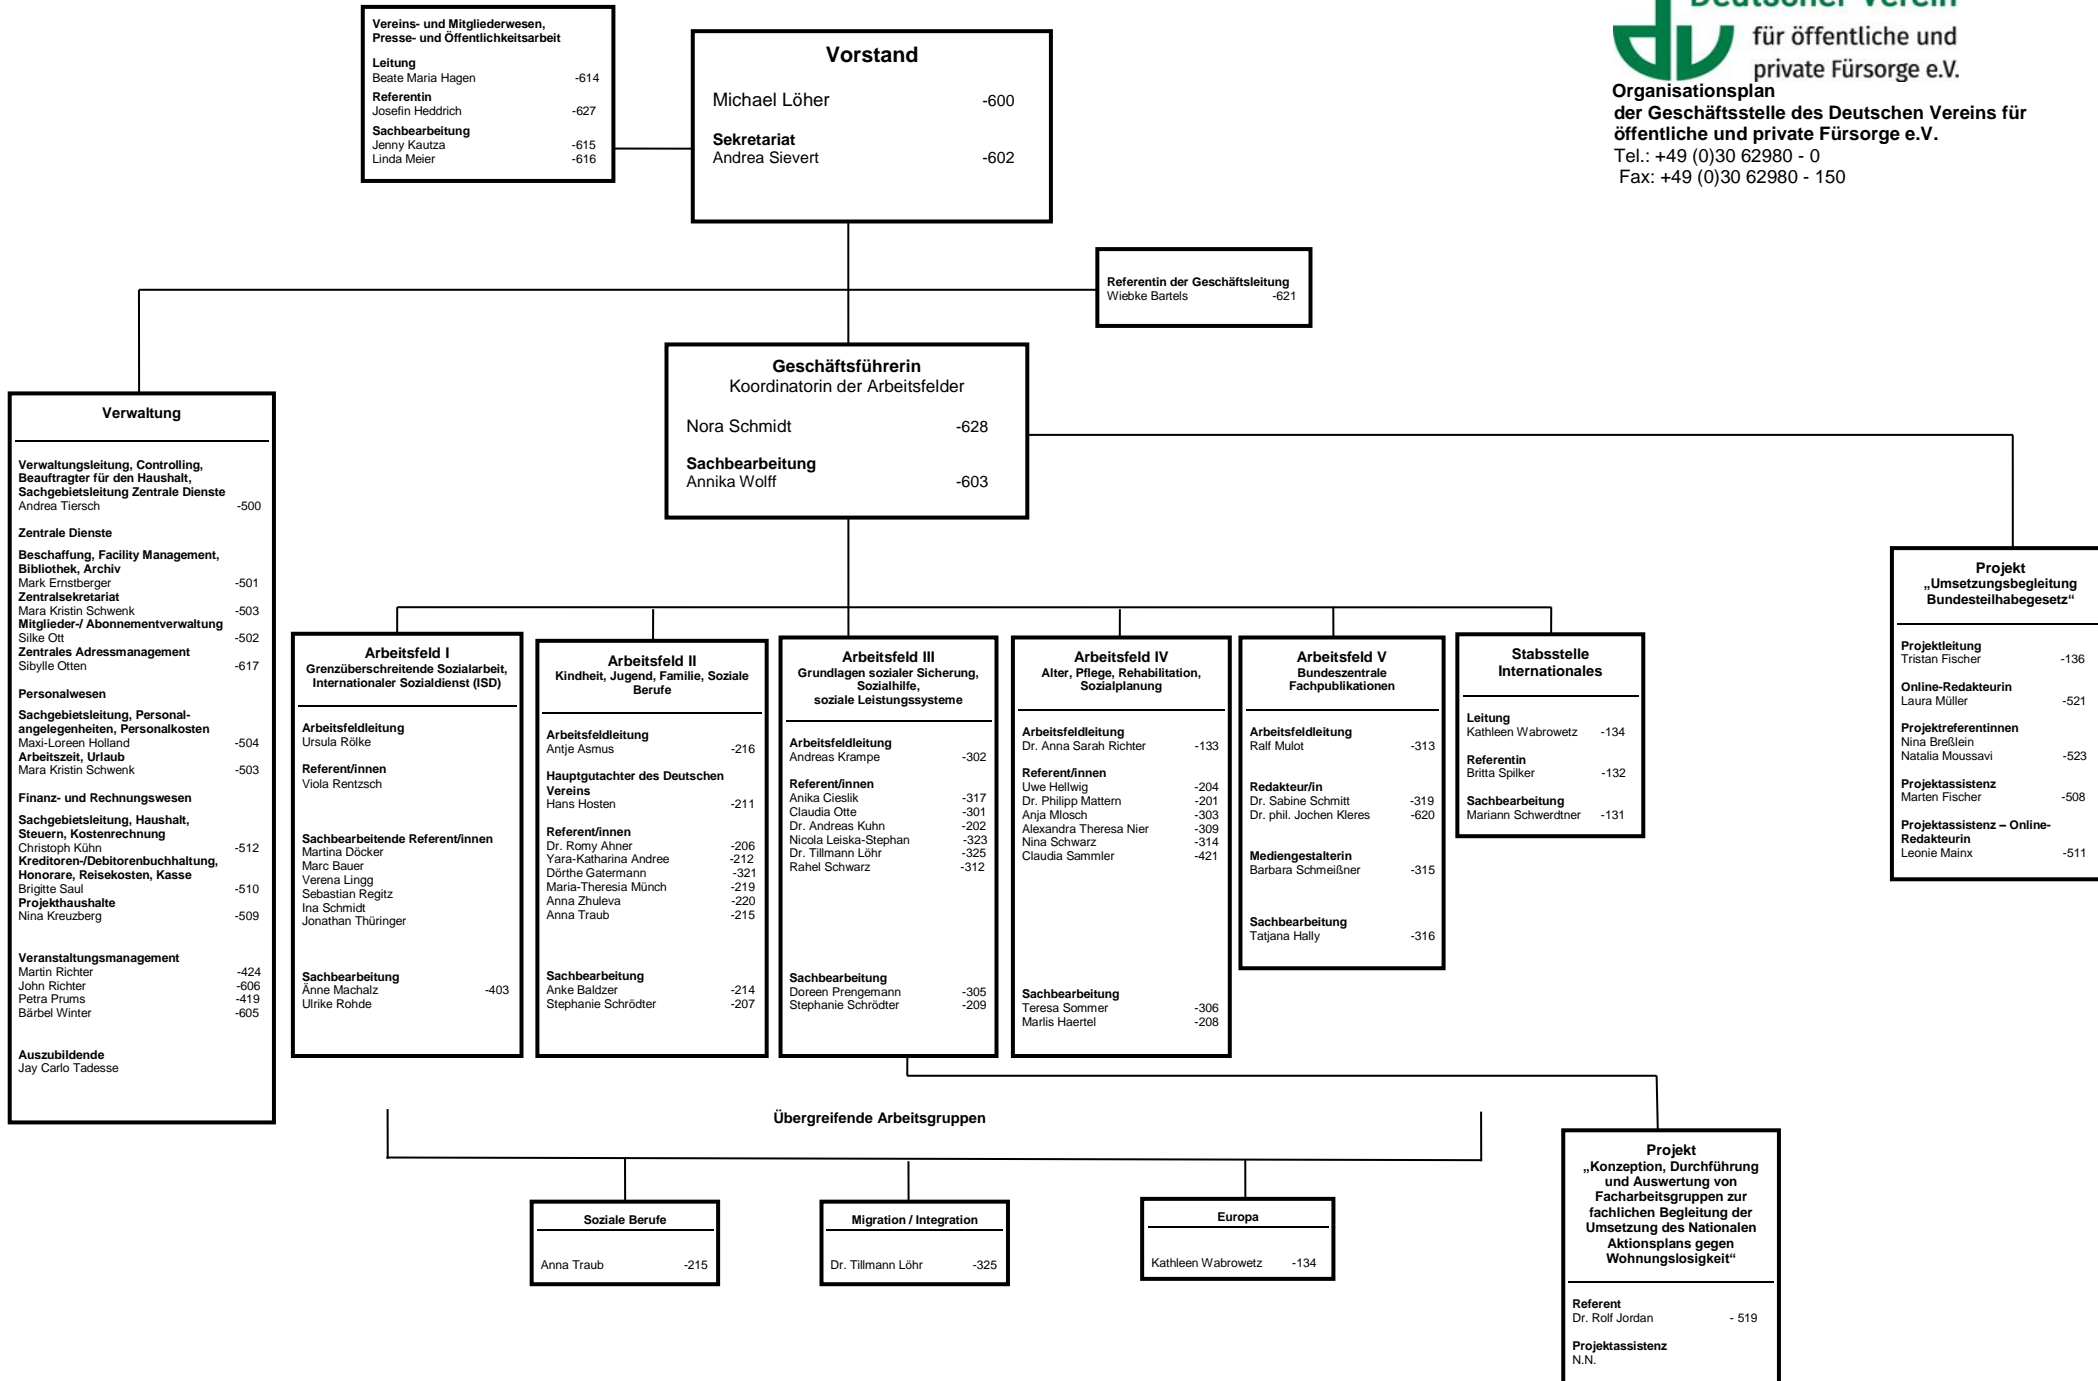 Vereins- und Mitgliederwesen,
Presse- und Öffentlichkeitsarbeit
Leitung
Beate Maria Hagen -614
Referentin
Josefin Heddrich -627
Sachbearbeitung
Jenny Kautza -615
Linda Meier -616
Vorstand
Michael Löher -600
Sekretariat
Andrea Sievert -602
Deutscher Verein
für öffentliche und
private Fürsorge e.V.
Organisationsplan
der Geschäftsstelle des Deutschen Vereins für
öffentliche und private Fürsorge e.V.
Tel.: +49 (0)30 62980 - 0
Fax: +49 (0)30 62980 - 150
Referentin der Geschäftsleitung
Wiebke Bartels -621
Geschäftsführerin
Koordinatorin der Arbeitsfelder
Nora Schmidt -628
Sachbearbeitung
Annika Wolff -603
Verwaltung
Verwaltungsleitung, Controlling,
Beauftragter für den Haushalt,
Sachgebietsleitung Zentrale Dienste
Andrea Tiersch -500
Zentrale Dienste
Beschaffung, Facility Management,
Bibliothek, Archiv
Mark Ernstberger -501
Zentralsekretariat
Mara Kristin Schwenk -503
Mitglieder-/ Abonnementverwaltung
Silke Ott -502
Zentrales Adressmanagement
Sibylle Otten -617
Personalwesen
Sachgebietsleitung, Personal-
angelegenheiten, Personalkosten
Maxi-Loreen Holland -504
Arbeitszeit, Urlaub
Mara Kristin Schwenk -503
Finanz- und Rechnungswesen
Sachgebietsleitung, Haushalt,
Steuern, Kostenrechnung
Christoph Kühn -512
Kreditoren-/Debitorenbuchhaltung,
Honorare, Reisekosten, Kasse
Brigitte Saul -510
Projekthaushalte
Nina Kreuzberg -509
Veranstaltungsmanagement
Martin Richter -424
John Richter -606
Petra Prums -419
Bärbel Winter -605
Auszubildende
Jay Carlo Tadesse
Arbeitsfeld I
Grenzüberschreitende Sozialarbeit,
Internationaler Sozialdienst (ISD)
Arbeitsfeldleitung
Ursula Rölke
Referent/innen
Viola Rentzsch
Sachbearbeitende Referent/innen
Martina Döcker
Marc Bauer
Verena Lingg
Sebastian Regitz
Ina Schmidt
Jonathan Thüringer
Sachbearbeitung
Änne Machalz -403
Ulrike Rohde
Arbeitsfeld II
Kindheit, Jugend, Familie, Soziale
Berufe
Arbeitsfeldleitung
Antje Asmus -216
Hauptgutachter des Deutschen
Vereins
Hans Hosten -211
Referent/innen
Dr. Romy Ahner -206
Yara-Katharina Andree -212
Dörthe Gatermann -321
Maria-Theresia Münch -219
Anna Zhuleva -220
Anna Traub -215
Sachbearbeitung
Anke Baldzer -214
Stephanie Schrödter -207
Arbeitsfeld III
Grundlagen sozialer Sicherung,
Sozialhilfe,
soziale Leistungssysteme
Arbeitsfeldleitung
Andreas Krampe -302
Referent/innen
Anika Cieslik -317
Claudia Otte -301
Dr. Andreas Kuhn -202
Nicola Leiska-Stephan -323
Dr. Tillmann Löhr -325
Rahel Schwarz -312
Sachbearbeitung
Doreen Prengemann -305
Stephanie Schrödter -209
Arbeitsfeld IV
Alter, Pflege, Rehabilitation,
Sozialplanung
Arbeitsfeldleitung
Dr. Anna Sarah Richter -133
Referent/innen
Uwe Hellwig -204
Dr. Philipp Mattern -201
Anja Mlosch -303
Alexandra Theresa Nier -309
Nina Schwarz -314
Claudia Sammler -421
Sachbearbeitung
Teresa Sommer -306
Marlis Haertel -208
Arbeitsfeld V
Bundeszentrale
Fachpublikationen
Arbeitsfeldleitung
Ralf Mulot -313
Redakteur/in
Dr. Sabine Schmitt -319
Dr. phil. Jochen Kleres -620
Mediengestalterin
Barbara Schmeißner -315
Sachbearbeitung
Tatjana Hally -316
Stabsstelle
Internationales
Leitung
Kathleen Wabrowetz -134
Referentin
Britta Spilker -132
Sachbearbeitung
Mariann Schwerdtner -131
Projekt
„Umsetzungsbegleitung
Bundesteilhabegesetz“
Projektleitung
Tristan Fischer -136
Online-Redakteurin
Laura Müller -521
Projektreferentinnen
Nina Breßlein
Natalia Moussavi -523
Projektassistenz
Marten Fischer -508
Projektassistenz – Online-
Redakteurin
Leonie Mainx -511
Übergreifende Arbeitsgruppen
Soziale Berufe
Anna Traub -215
Migration / Integration
Dr. Tillmann Löhr -325
Europa
Kathleen Wabrowetz -134
Projekt
„Konzeption, Durchführung
und Auswertung von
Facharbeitsgruppen zur
fachlichen Begleitung der
Umsetzung des Nationalen
Aktionsplans gegen
Wohnungslosigkeit“
Referent
Dr. Rolf Jordan - 519
Projektassistenz
N.N.